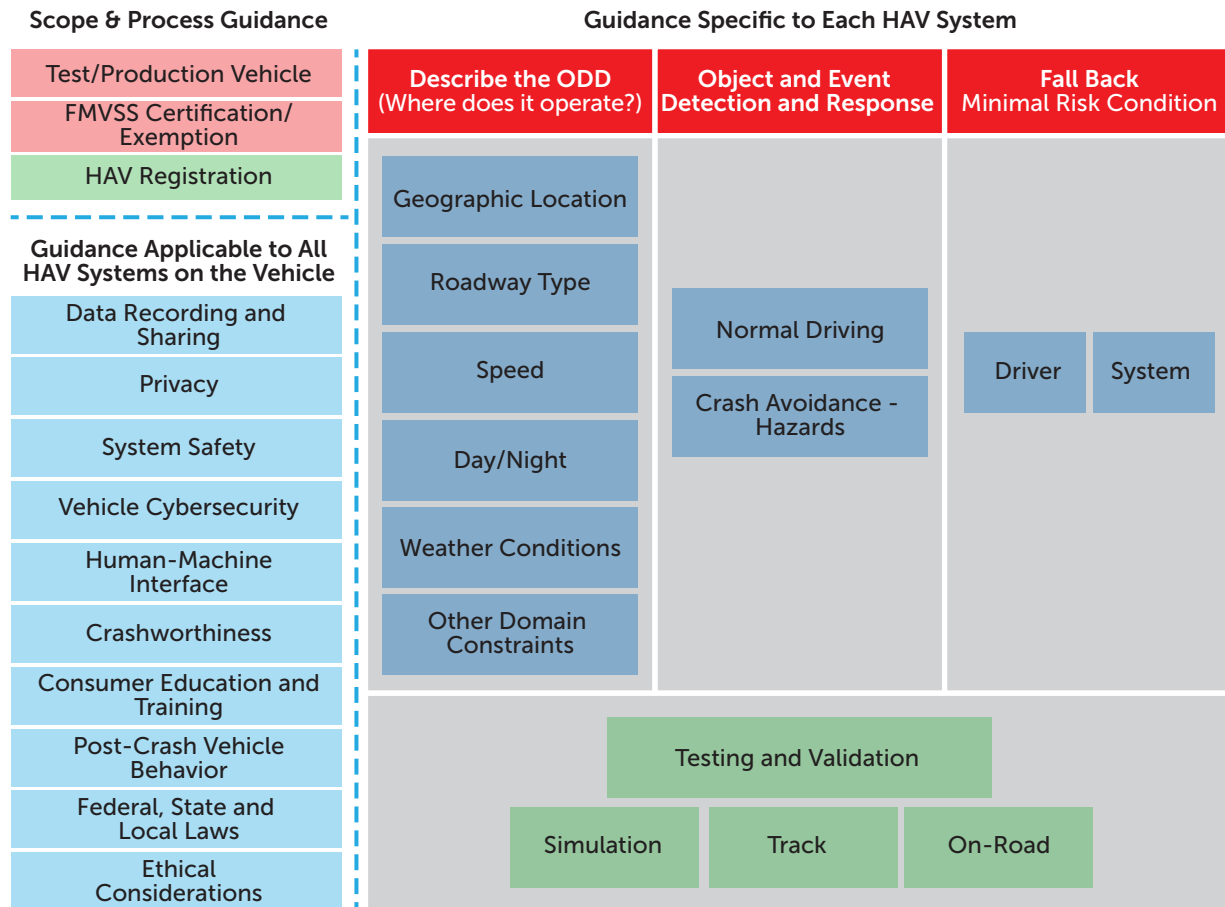 Scope & Process Guidance
Test/Production Vehicle
FMVSS Certification/
Exemption
HAV Registration
Guidance Applicable to All
HAV Systems on the Vehicle
Data Recording and
Sharing
Privacy
System Safety
Vehicle Cybersecurity
Human-Machine
Interface
Crashworthiness
Consumer Education and
Training
Post-Crash Vehicle
Behavior
Federal, State and
Local Laws
Ethical
Considerations
Guidance Specific to Each HAV System
Describe the ODD
(Where does it operate?)
Geographic Location
Roadway Type
Speed
Day/Night
Weather Conditions
Other Domain
Constraints
Object and Event
Detection and Response
Normal Driving
Crash Avoidance -
Hazards
Fall Back
Minimal Risk Condition
Driver
System
Testing and Validation
Simulation
Track
On-Road